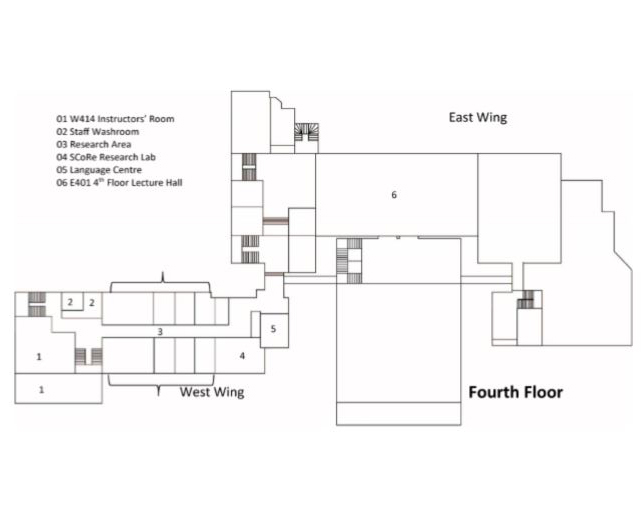 01 W414 Instructors' Room
02 Staff Washroom
03 Research Area
04 SCoRe Research Lab
05 Language Centre
06 E401 4th Floor Lecture Hall
East Wing
6
2 2
3
5
1
4
1
West Wing
Fourth Floor